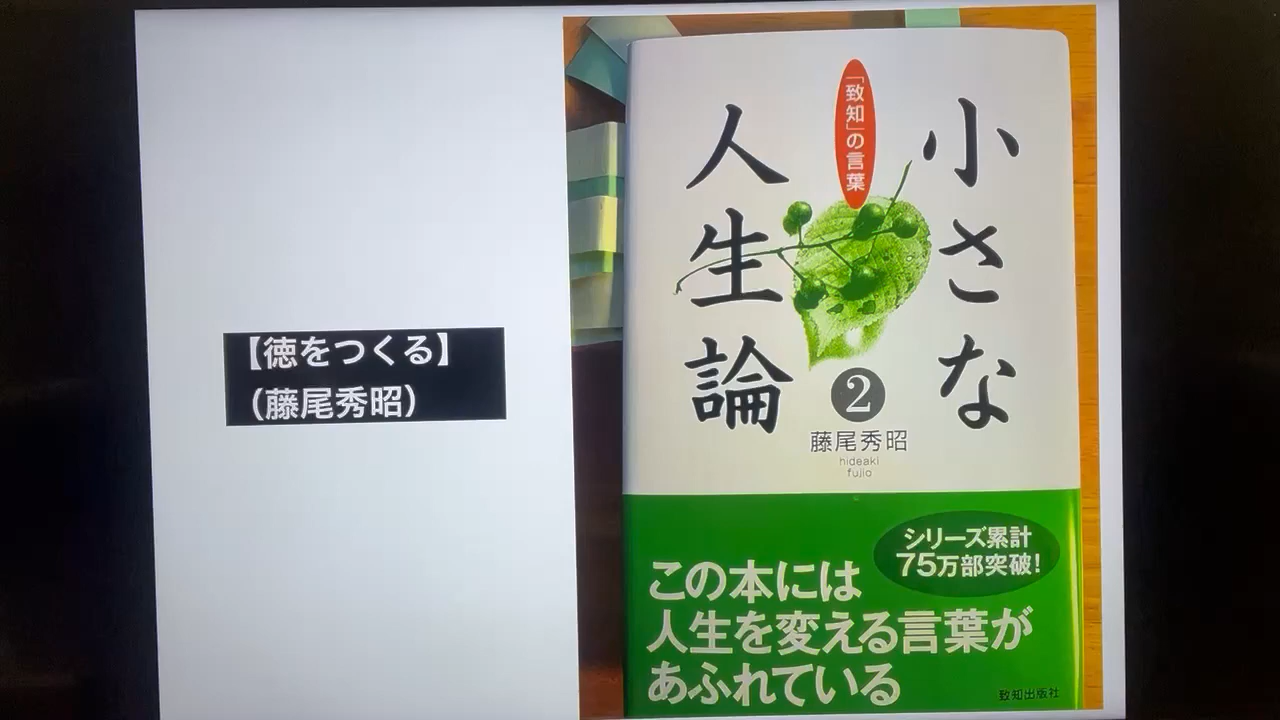 【徳をつくる】
（藤尾秀昭）
「致知」の言葉
小さな
人生論
2
藤尾秀昭
hideaki
fujio
シリーズ累計
75万部突破!
この本には
人生を変える言葉が
あふれている
致知出版社